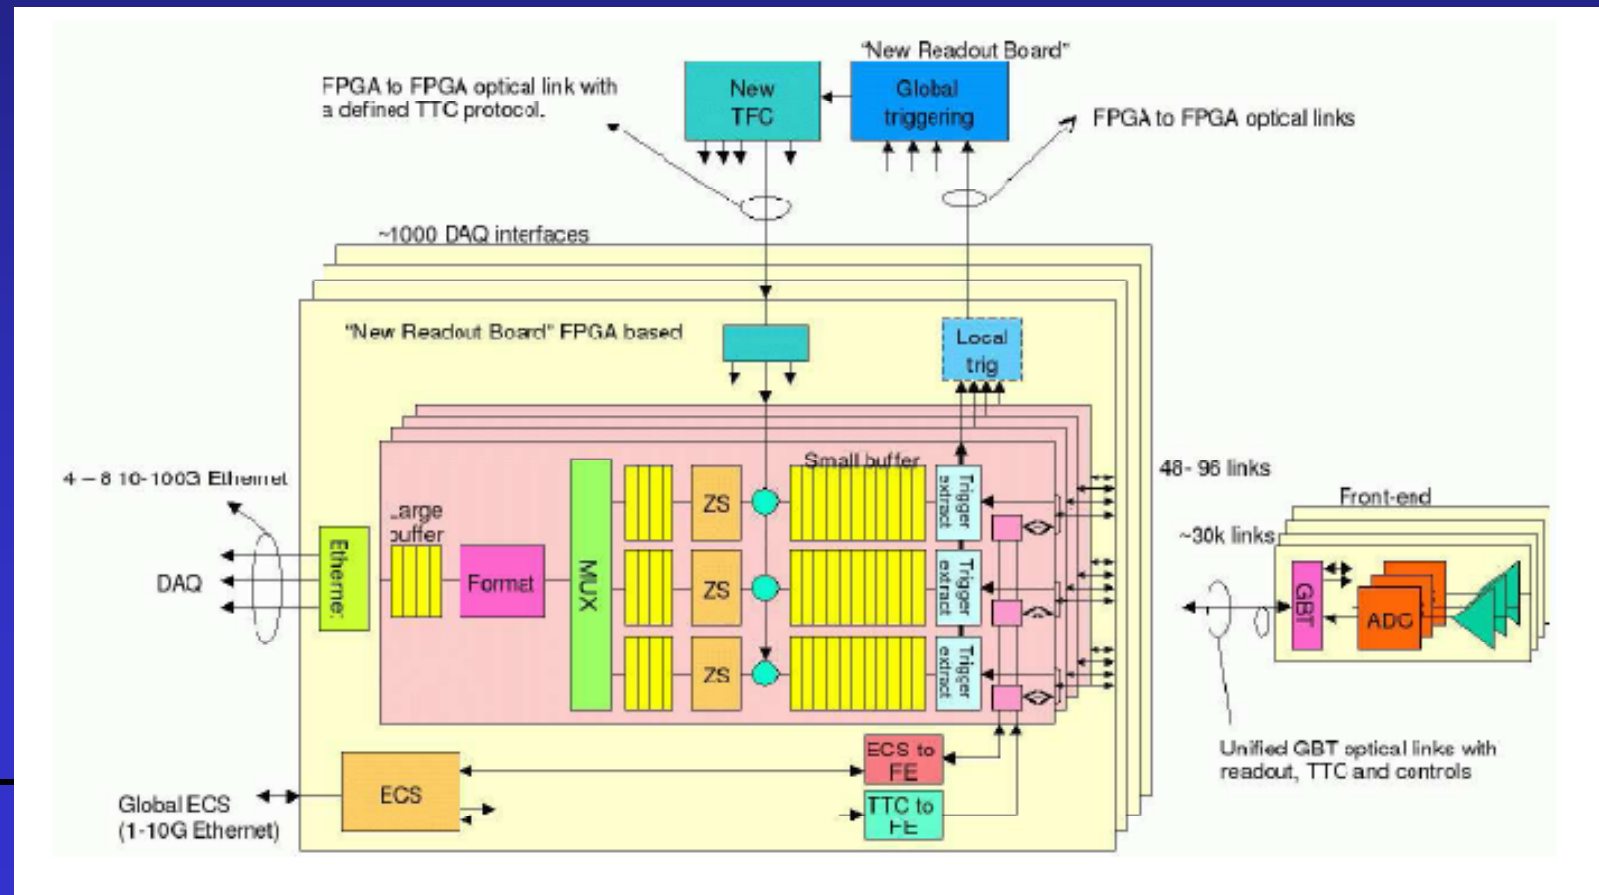 “New Readout Board”
FPGA to FPGA optical link with
a defined TTC protocol.
New
TFC
Global
triggering
FPGA to FPGA optical links
~1000 DAQ interfaces
“New Readout Board” FPGA based
Local
trig
4 – 8 10-100G Ethernet
Small buffer
48- 96 links
Front-end
~30k links
Large
buffer
DAQ
Ethernet
Format
MUX
ZS
Trigger
extract
ZS
Trigger
extract
ZS
Trigger
extract
GBT
ADC
Unified GBT optical links with
readout, TTC and controls
ECS to
FE
ECS
TTC to
FE
Global ECS
(1-10G Ethernet)